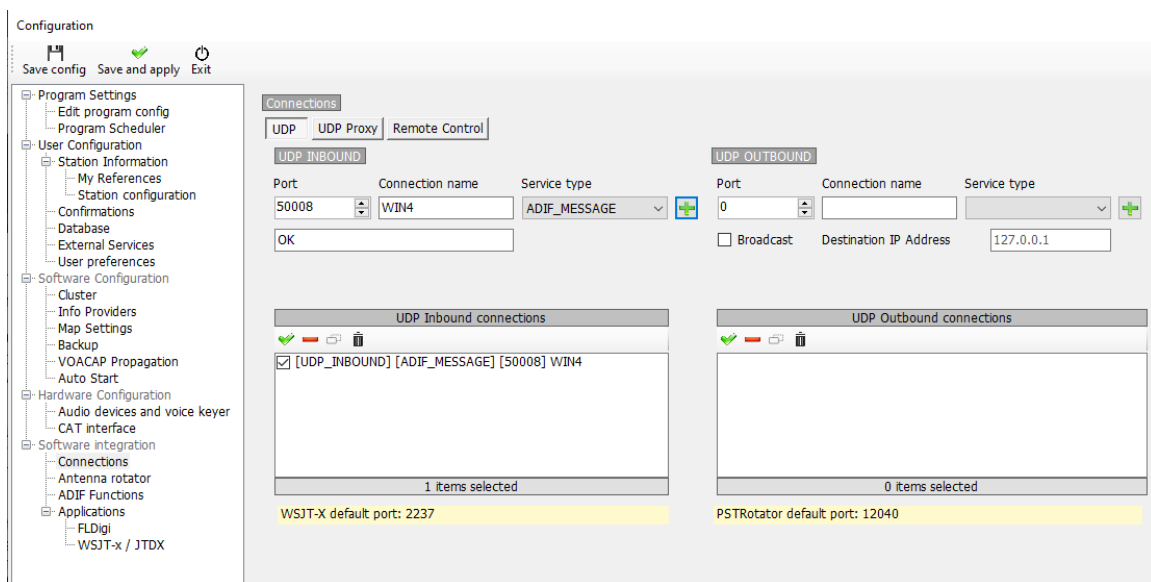 Configuration
Save config Save and apply Exit
Program Settings
Edit program config
Program Scheduler
User Configuration
Station Information
My References
Station configuration
Confirmations
Database
External Services
User preferences
Software Configuration
Cluster
Info Providers
Map Settings
Backup
VOACAP Propagation
Auto Start
Hardware Configuration
Audio devices and voice keyer
CAT interface
Software integration
Connections
Antenna rotator
ADIF Functions
Applications
FLDigi
WSJT-x / JTDX
Connections
UDP UDP Proxy Remote Control
UDP INBOUND
Port Connection name Service type
50008 WIN4 ADIF_MESSAGE
OK
UDP Inbound connections
[UDP_INBOUND] [ADIF_MESSAGE] [50008] WIN4
1 items selected
WSJT-X default port: 2237
UDP OUTBOUND
Port Connection name Service type
0
Broadcast Destination IP Address 127.0.0.1
UDP Outbound connections
0 items selected
PSTRotator default port: 12040